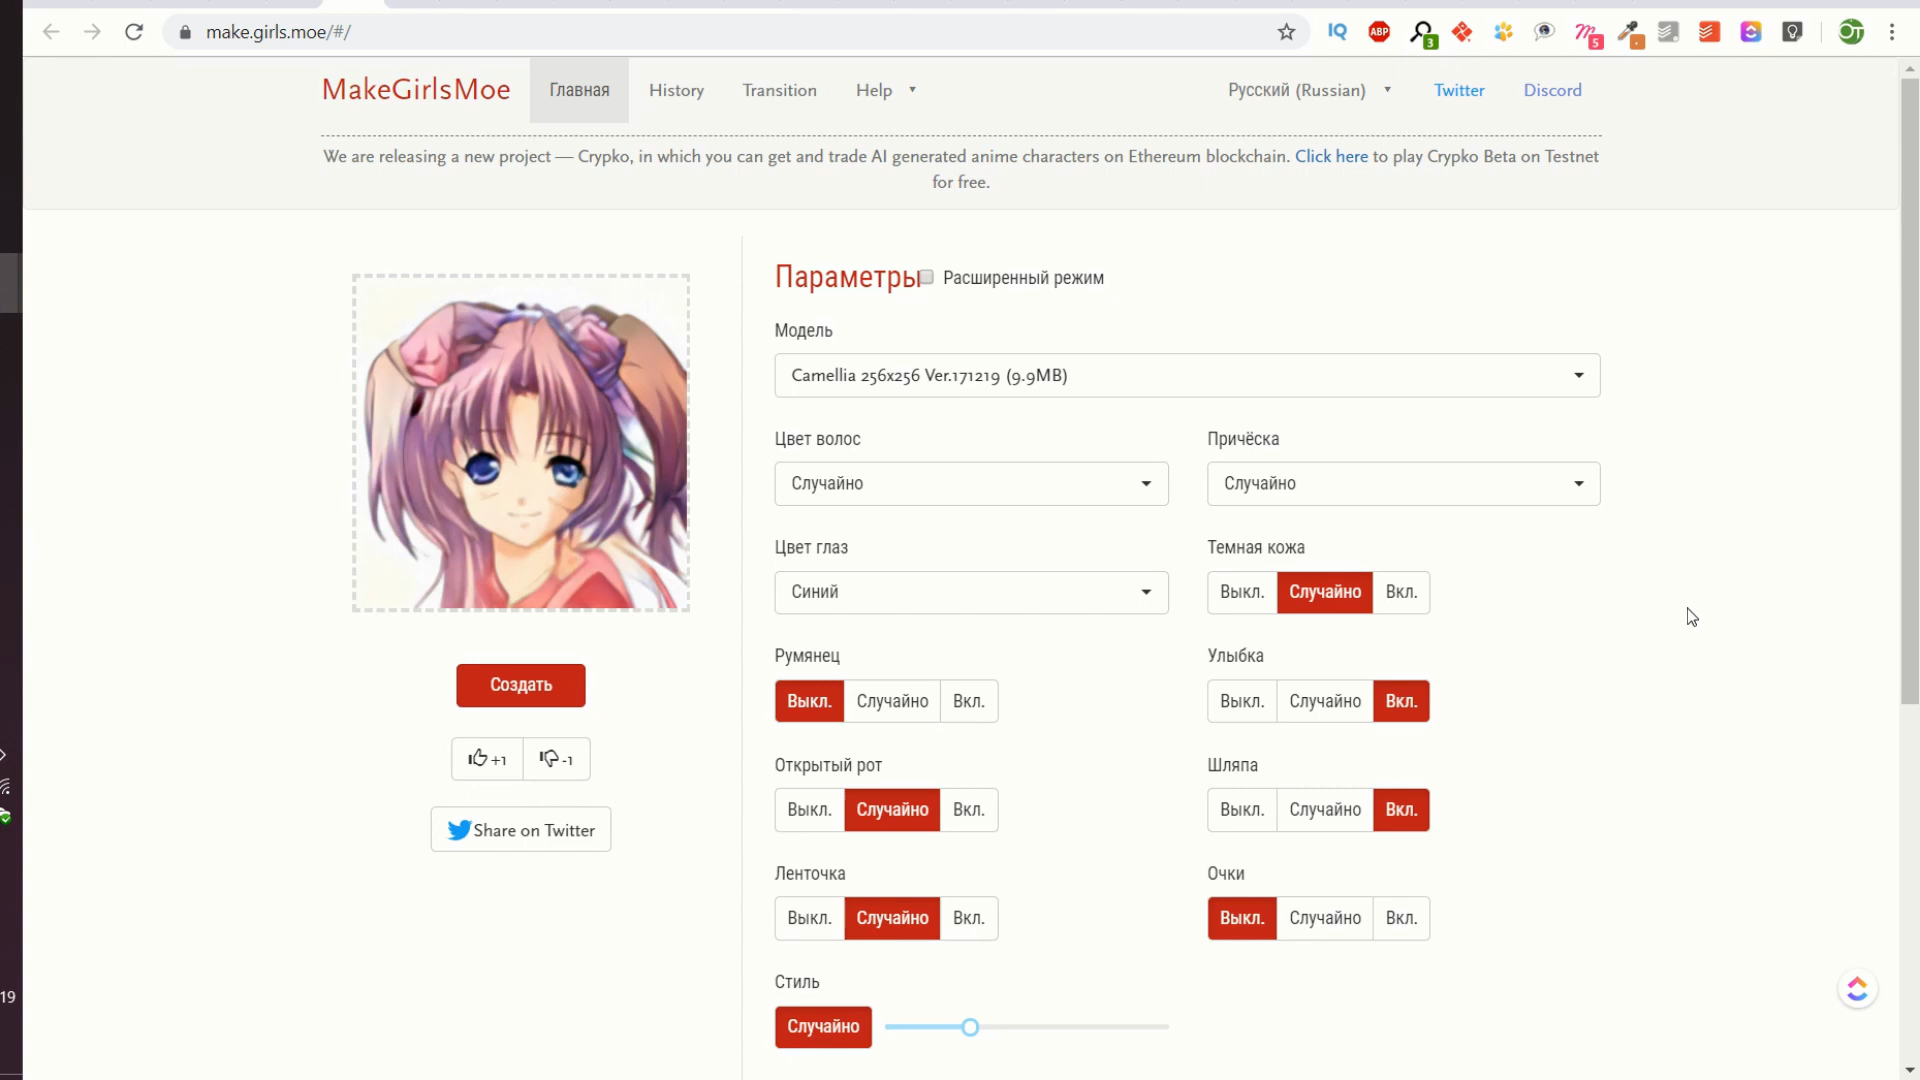 make.girls.moe/#/
IQ
ABP
3
5
MakeGirlsMoe
Главная
History
Transition
Help
Русский (Russian)
Twitter
Discord
We are releasing a new project — Crypko, in which you can get and trade AI generated anime characters on Ethereum blockchain. Click here to play Crypko Beta on Testnet
for free.
Параметры
Расширенный режим
Модель
Camellia 256x256 Ver.171219 (9.9MB)
Цвет волос
Причёска
Случайно
Случайно
Цвет глаз
Темная кожа
Синий
Выкл. Случайно Вкл.
Румянец
Улыбка
Выкл. Случайно Вкл.
Выкл. Случайно Вкл.
Открытый рот
Шляпа
Выкл. Случайно Вкл.
Выкл. Случайно Вкл.
Ленточка
Очки
Выкл. Случайно Вкл.
Выкл. Случайно Вкл.
Стиль
Случайно
Создать
+1
-1
Share on Twitter
19